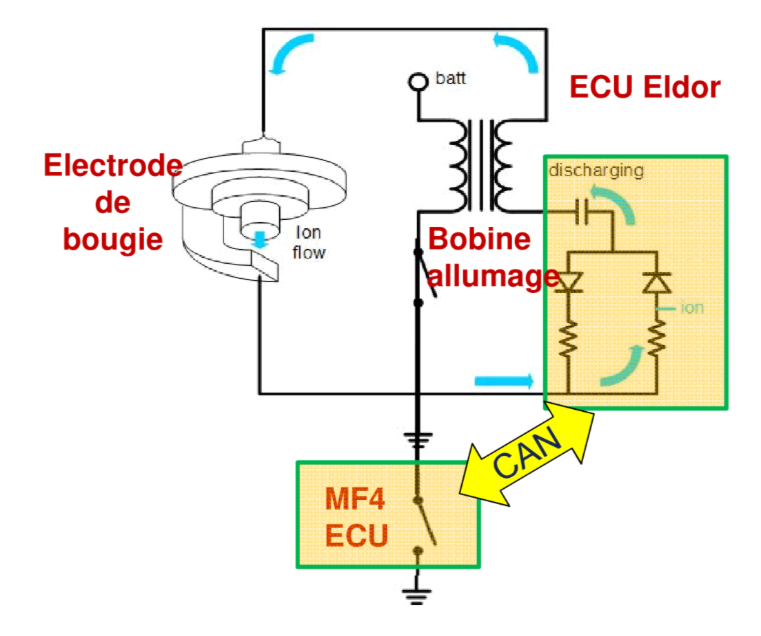 batt
ECU Eldor
Electrode
de
bougie
discharging
Ion
flow
Bobine
allumage
ion
CAN
MF4
ECU